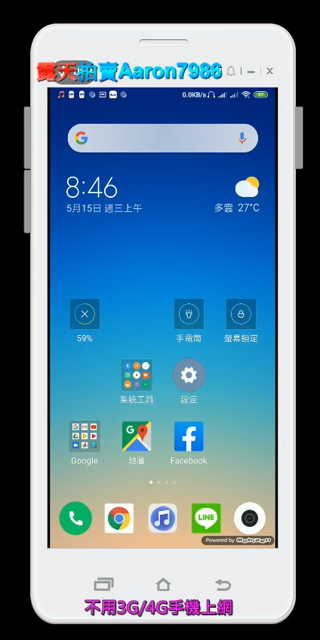 露天拍賣Aaron7986
0.0KB/s
8:46
5月15日 週三上午
多雲 27°C
59%
手電筒
螢幕鎖定
系統工具
設定
Google
地圖
Facebook
LINE
Powered by
不用3G/4G手機上網